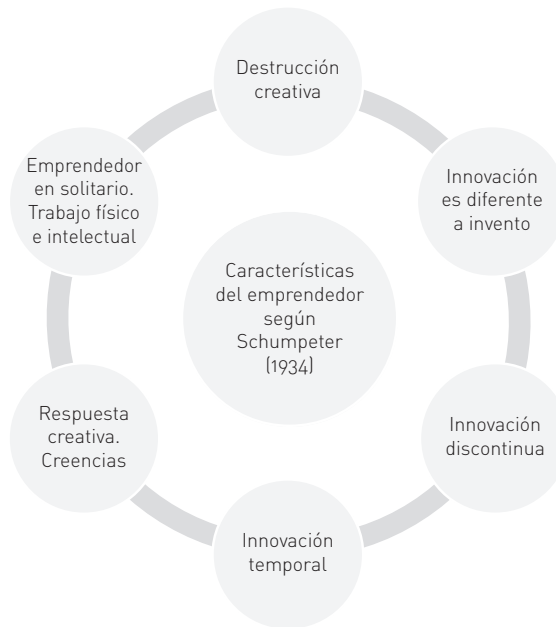 Destrucción
creativa
Innovación
es diferente
a invento
Innovación
discontinua
Innovación
temporal
Respuesta
creativa.
Creencias
Emprendedor
en solitario.
Trabajo físico
e intelectual
Características
del emprendedor
según
Schumpeter
(1934)